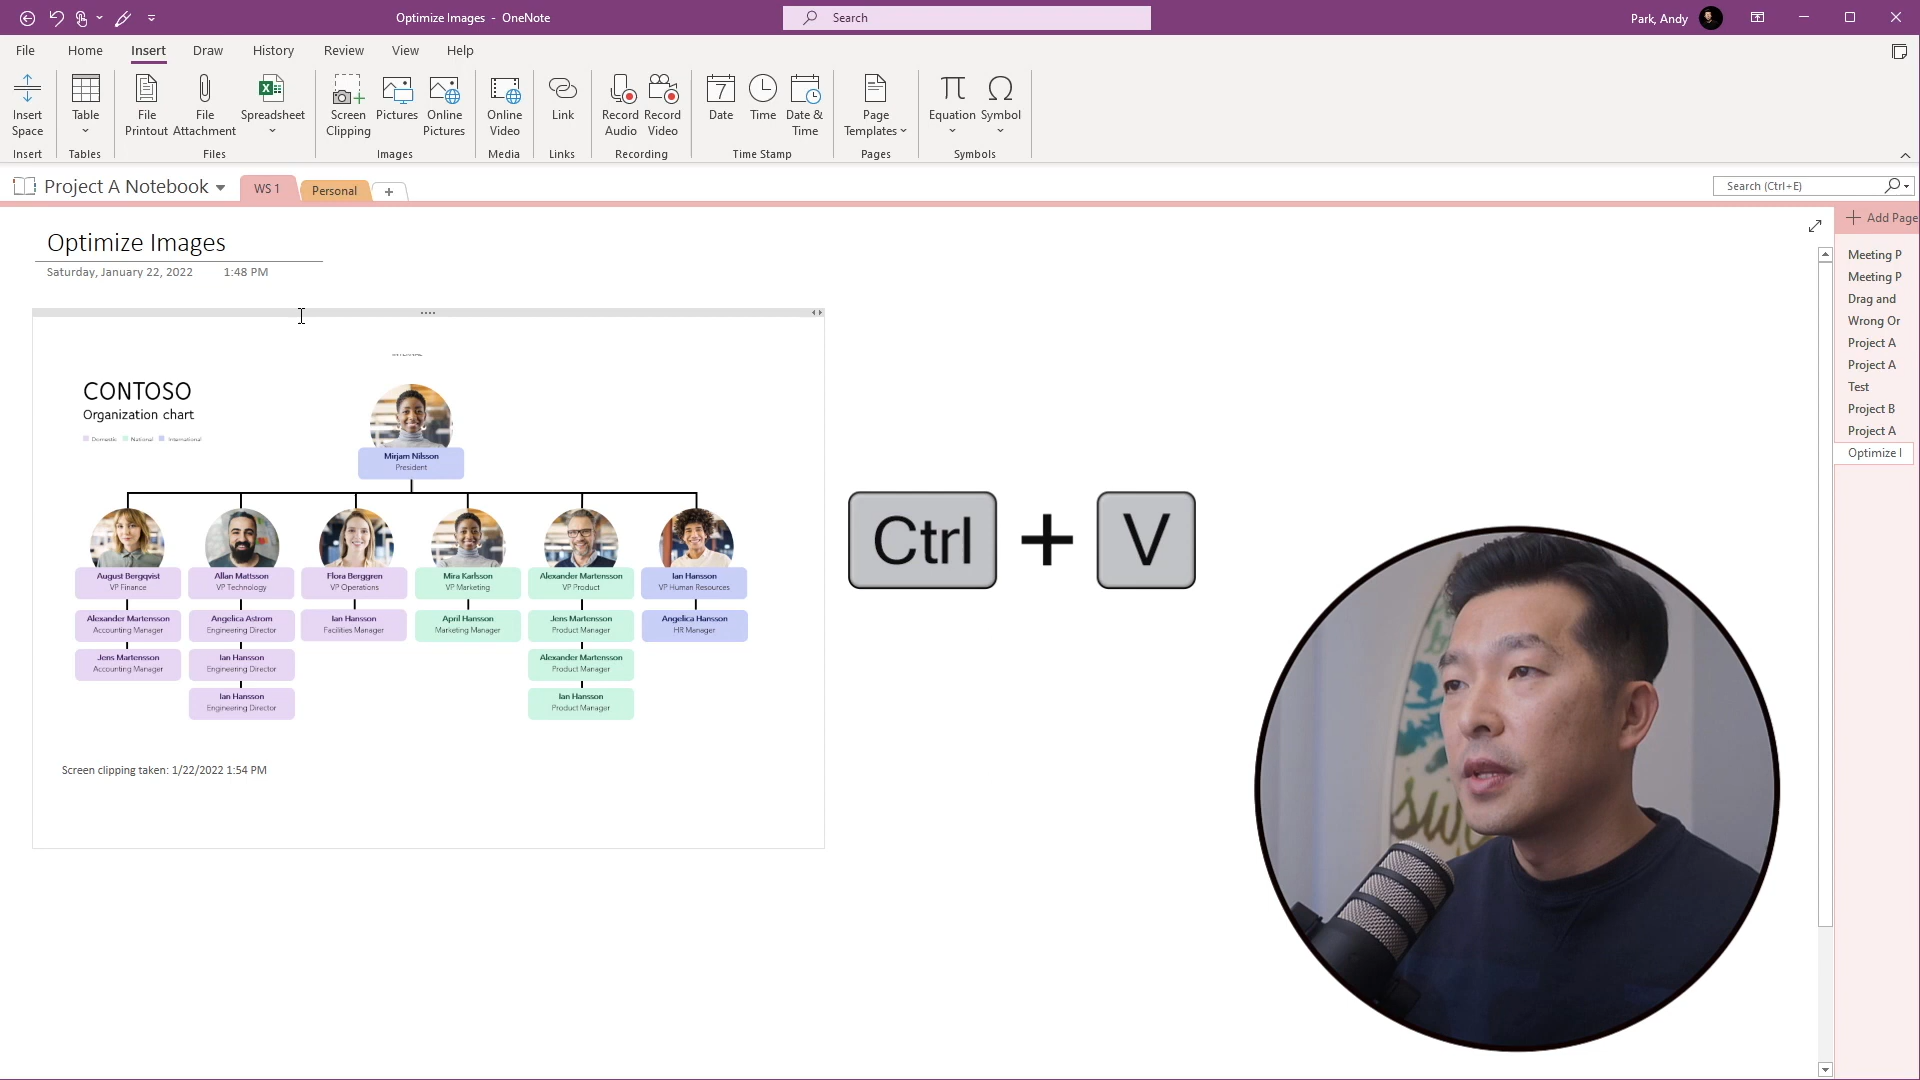 Optimize Images - OneNote
Search
Park, Andy
File Home Insert Draw History Review View Help
Insert Space
Table
File Printout
File Attachment
Spreadsheet
Screen Clipping
Pictures
Online Pictures
Online Video
Link
Record Audio
Record Video
7
Date
Time
Date & Time
Page Templates
π
Equation
Ω
Symbol
Insert Tables Files Images Media Links Recording Time Stamp Pages Symbols
Project A Notebook
WS 1
Personal
Search (Ctrl+E)
Add Page
Optimize Images
Saturday, January 22, 2022 1:48 PM
CONTOSO
Organization chart
Domestic National International
Mirjam Nilsson
President
August Bergqvist
VP Finance
Allan Mattsson
VP Technology
Flora Berggren
VP Operations
Mira Karlsson
VP Marketing
Alexander Martensson
VP Product
Ian Hansson
VP Human Resources
Alexander Martensson
Accounting Manager
Angelica Astrom
Engineering Director
Ian Hansson
Facilities Manager
April Hansson
Marketing Manager
Jens Martensson
Product Manager
Angelica Hansson
HR Manager
Jens Martensson
Accounting Manager
Ian Hansson
Engineering Director
Alexander Martensson
Product Manager
Ian Hansson
Engineering Director
Ian Hansson
Product Manager
Screen clipping taken: 1/22/2022 1:54 PM
Ctrl + V
Meeting P
Meeting P
Drag and
Wrong Or
Project A
Project A
Test
Project B
Project A
Optimize I